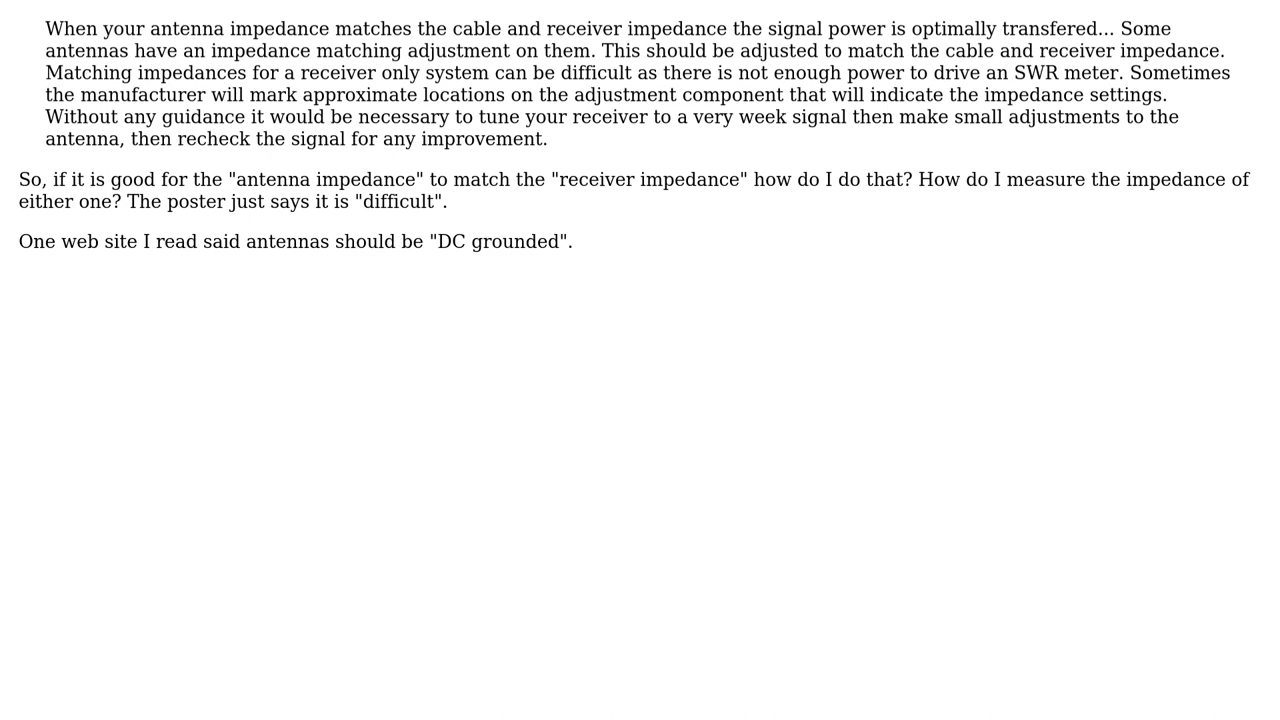 When your antenna impedance matches the cable and receiver impedance the signal power is optimally transfered... Some
antennas have an impedance matching adjustment on them. This should be adjusted to match the cable and receiver impedance.
Matching impedances for a receiver only system can be difficult as there is not enough power to drive an SWR meter. Sometimes
the manufacturer will mark approximate locations on the adjustment component that will indicate the impedance settings.
Without any guidance it would be necessary to tune your receiver to a very week signal then make small adjustments to the
antenna, then recheck the signal for any improvement.
So, if it is good for the "antenna impedance" to match the "receiver impedance" how do I do that? How do I measure the impedance of
either one? The poster just says it is "difficult".
One web site I read said antennas should be "DC grounded".